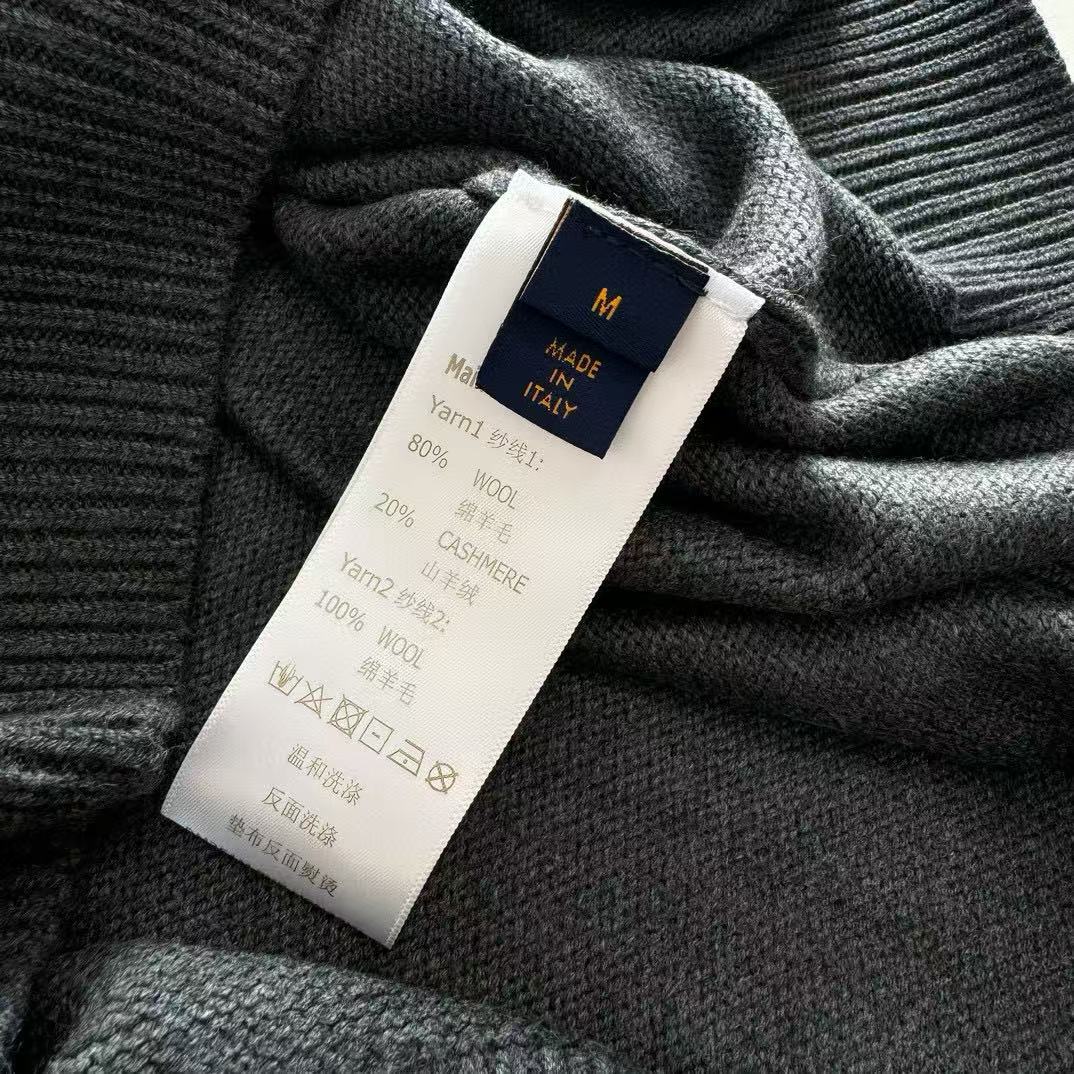 M
MADE
IN
ITALY
Yarn1 纱线1:
80% WOOL
绵羊毛
20% CASHMERE
山羊绒
Yarn2 纱线2:
100% WOOL
绵羊毛
温和洗涤
反面洗涤
垫布反面熨烫